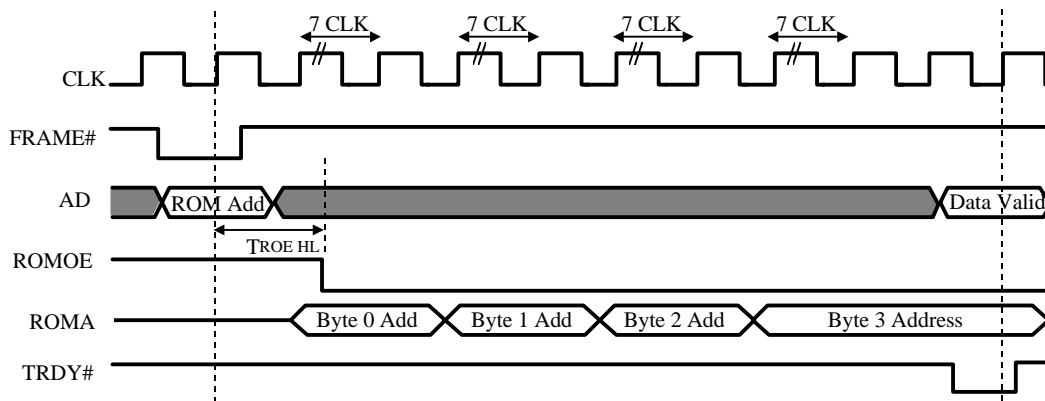 7 CLK 7 CLK 7 CLK 7 CLK
CLK
FRAME#
AD ROM Add Data Valid
TROE HL
ROMOE
ROMA Byte 0 Add Byte 1 Add Byte 2 Add Byte 3 Address
TRDY#